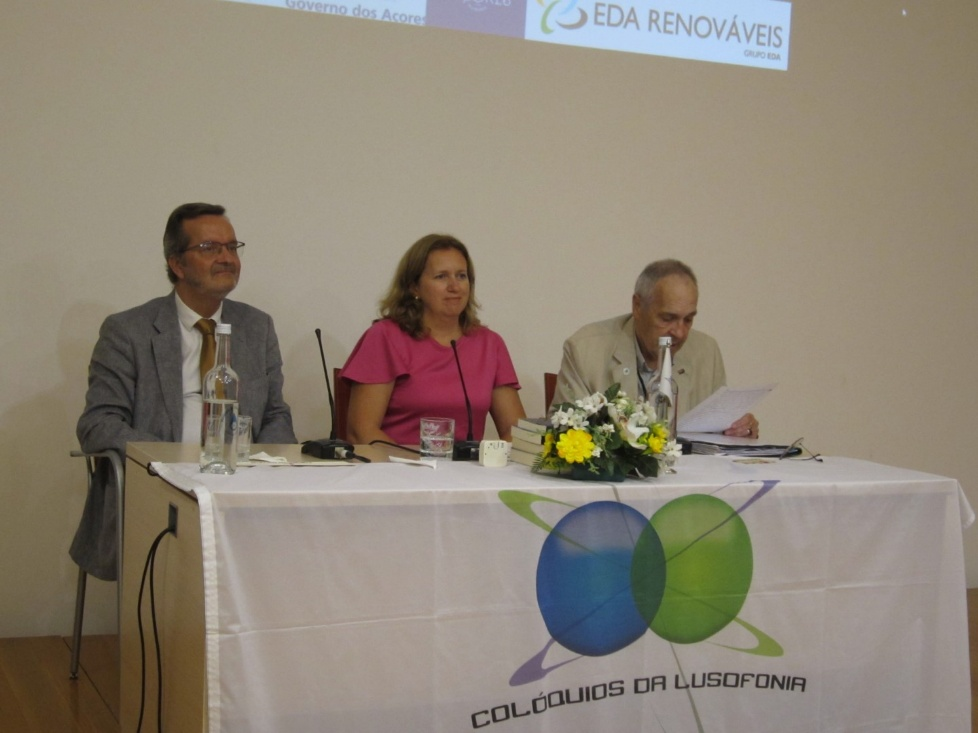 Governo dos Açores
EDA RENOVÁVEIS
GRUPO EDA
COLÓQUIOS DA LUSOFONIA